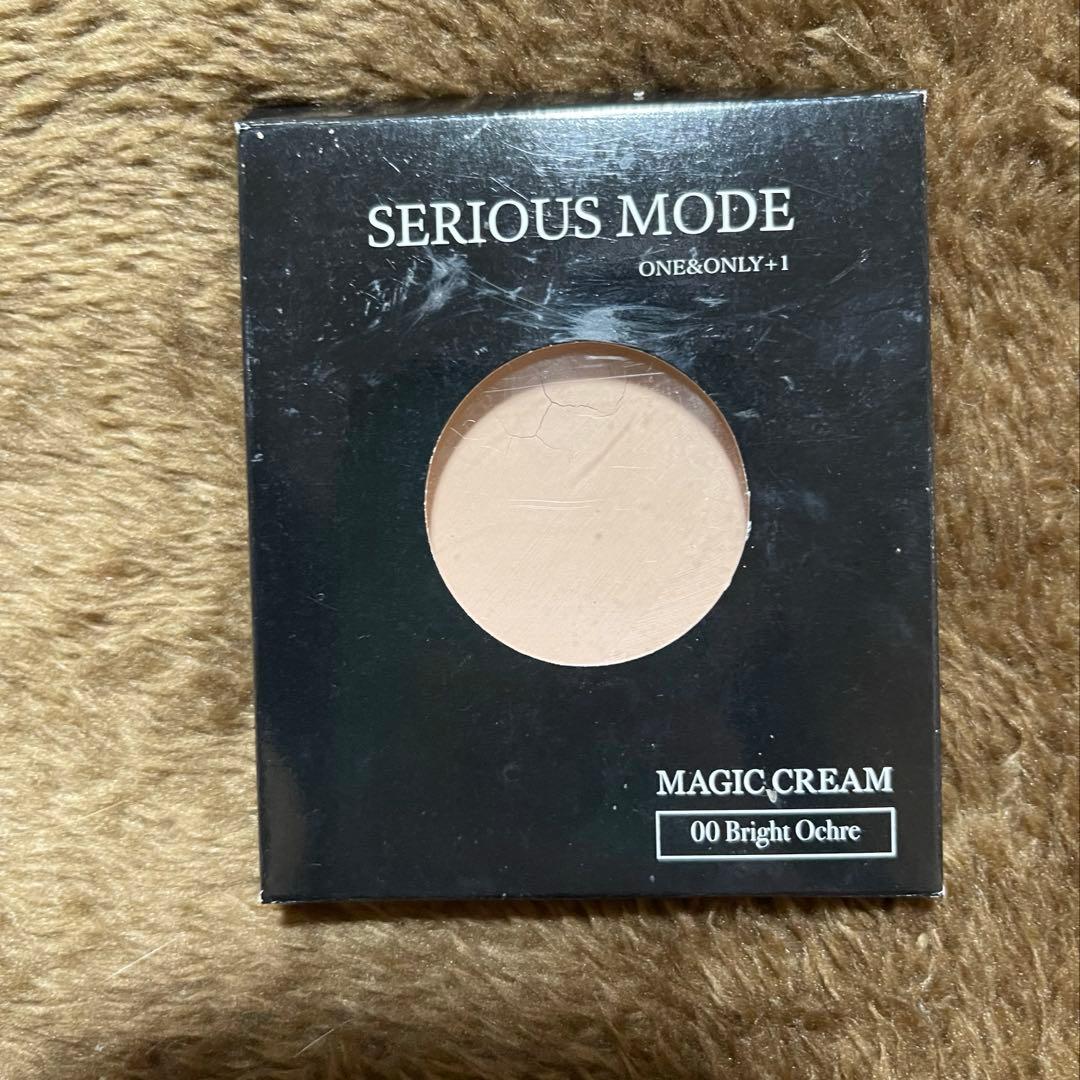 SERIOUS MODE
ONE&ONLY+1
MAGIC CREAM
00 Bright Ochre